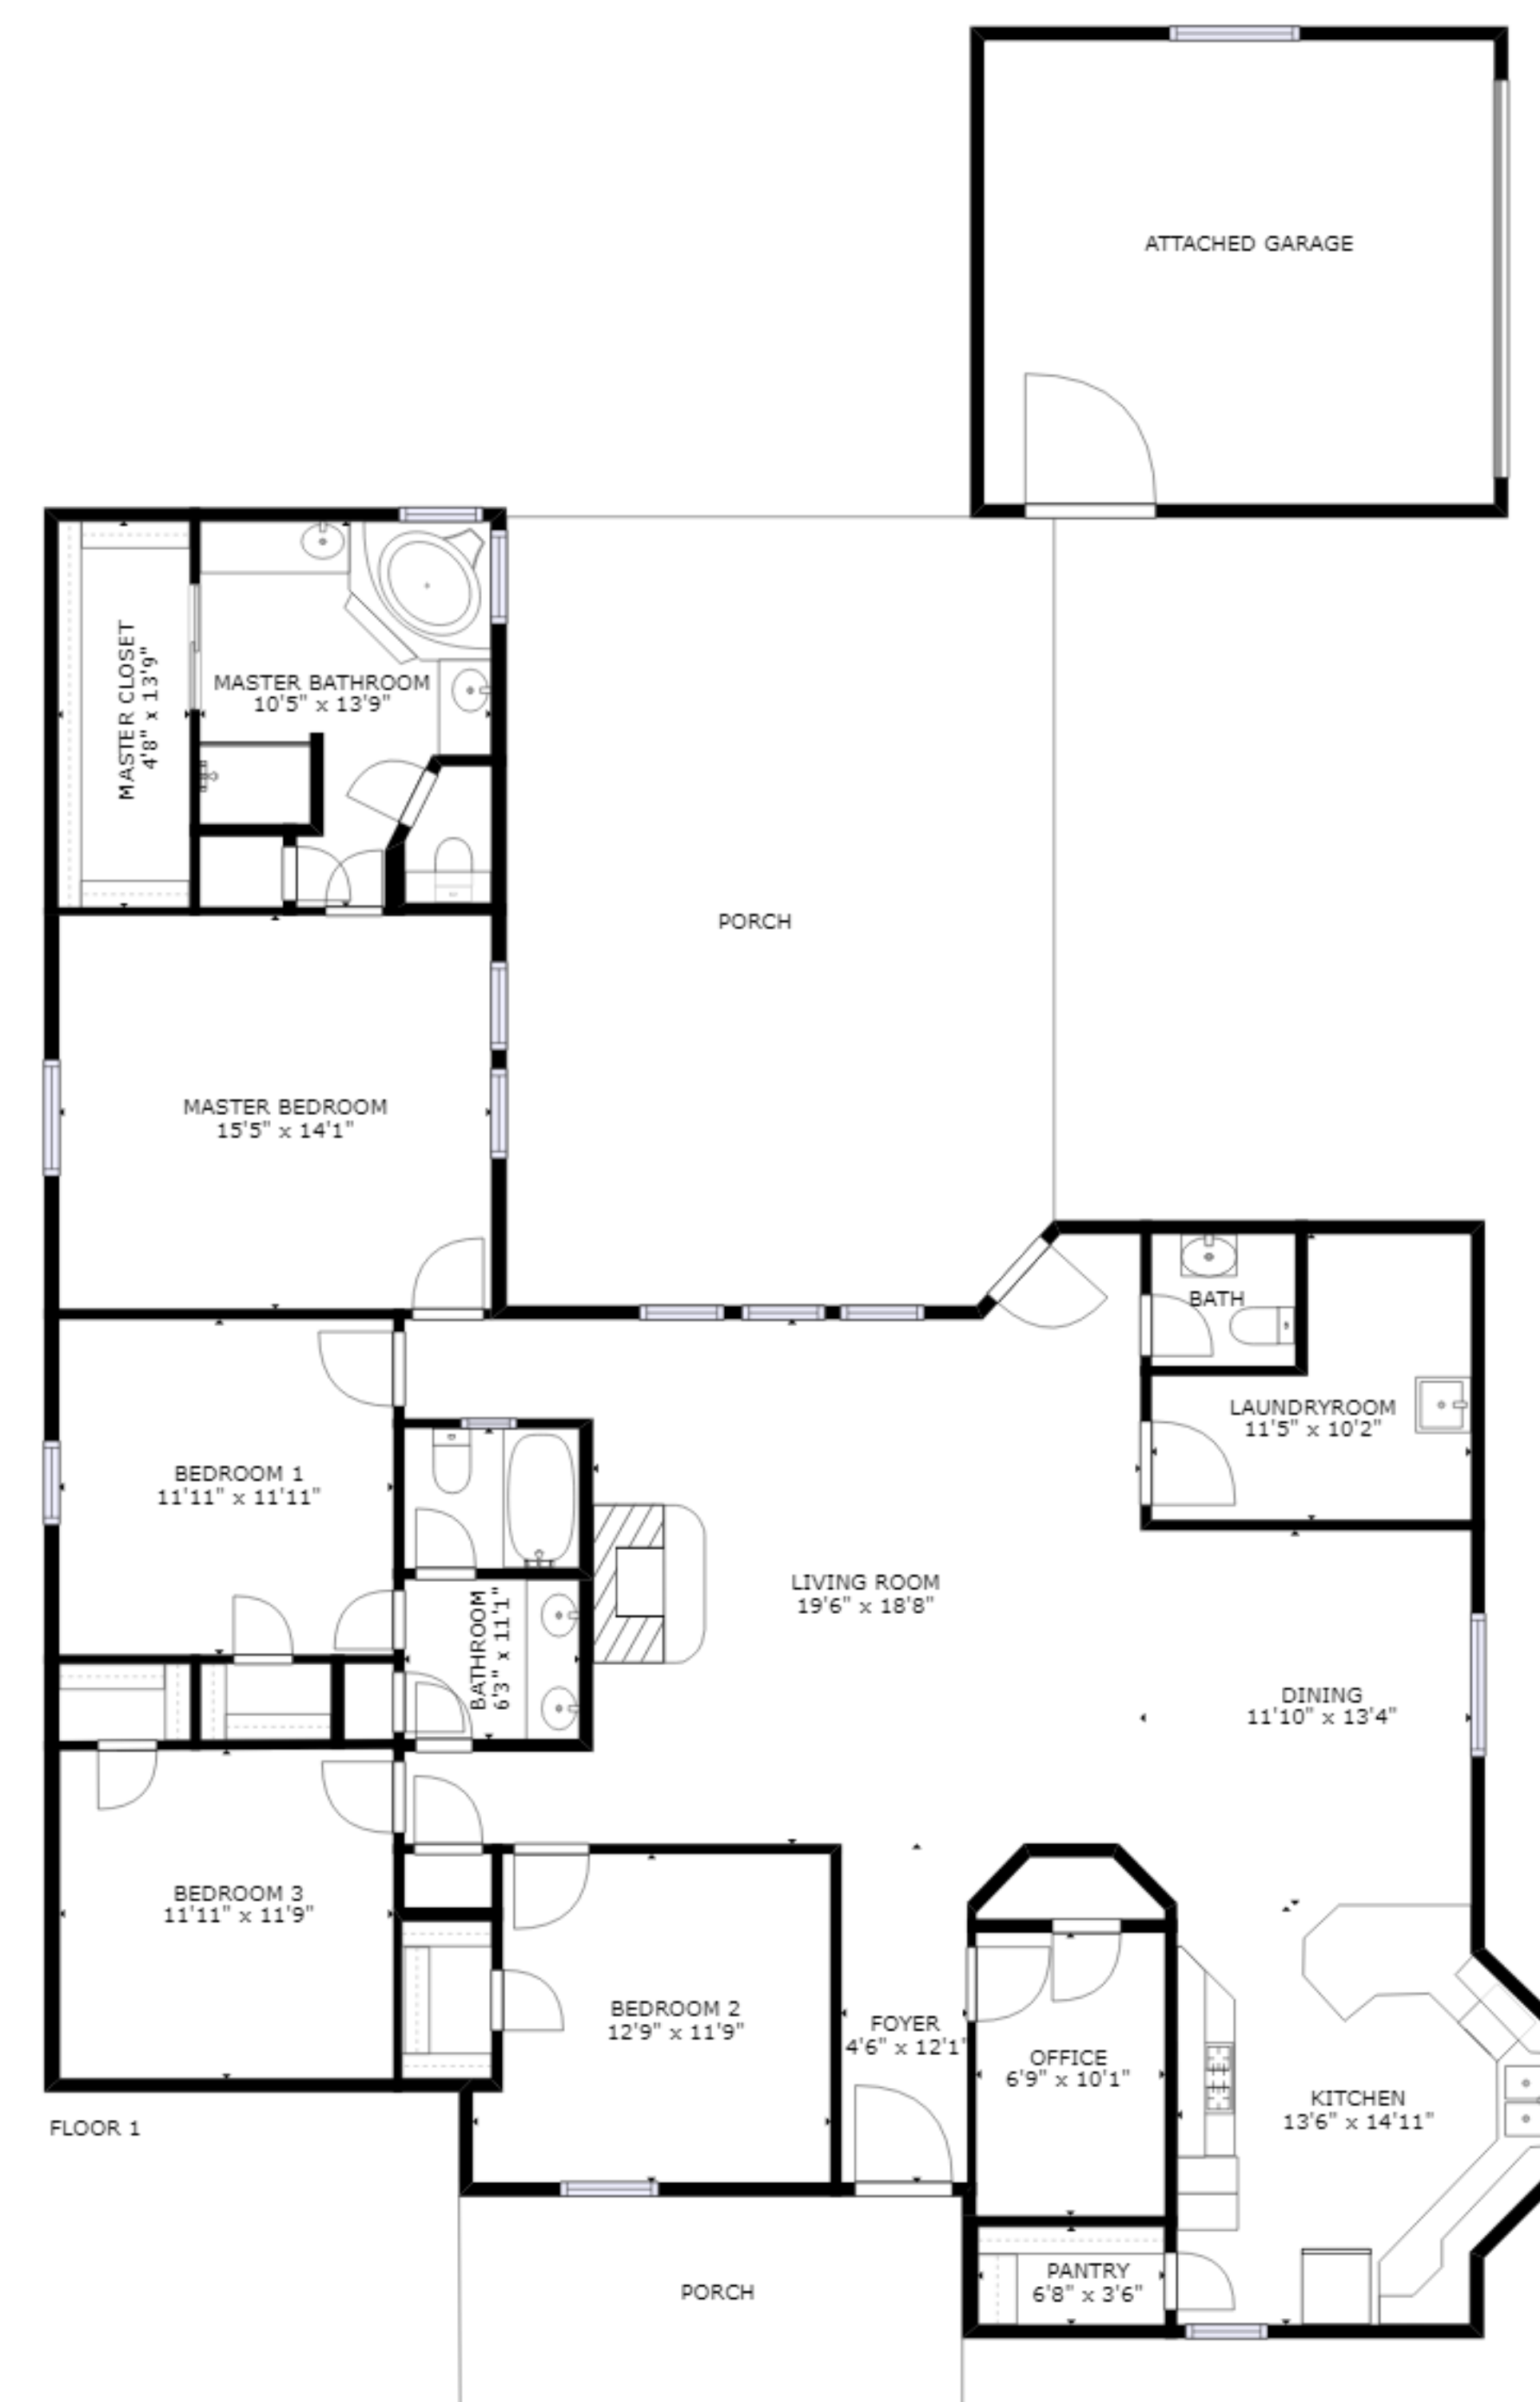 ATTACHED GARAGE
MASTER CLOSET
4'8" x 13'9"
MASTER BATHROOM
10'5" x 13'9"
PORCH
MASTER BEDROOM
15'5" x 14'1"
BATH
LAUNDRYROOM
11'5" x 10'2"
BEDROOM 1
11'11" x 11'11"
BATHROOM
6'3" x 11'1"
LIVING ROOM
19'6" x 18'8"
DINING
11'10" x 13'4"
BEDROOM 3
11'11" x 11'9"
BEDROOM 2
12'9" x 11'9"
FOYER
4'6" x 12'1"
OFFICE
6'9" x 10'1"
KITCHEN
13'6" x 14'11"
FLOOR 1
PANTRY
6'8" x 3'6"
PORCH